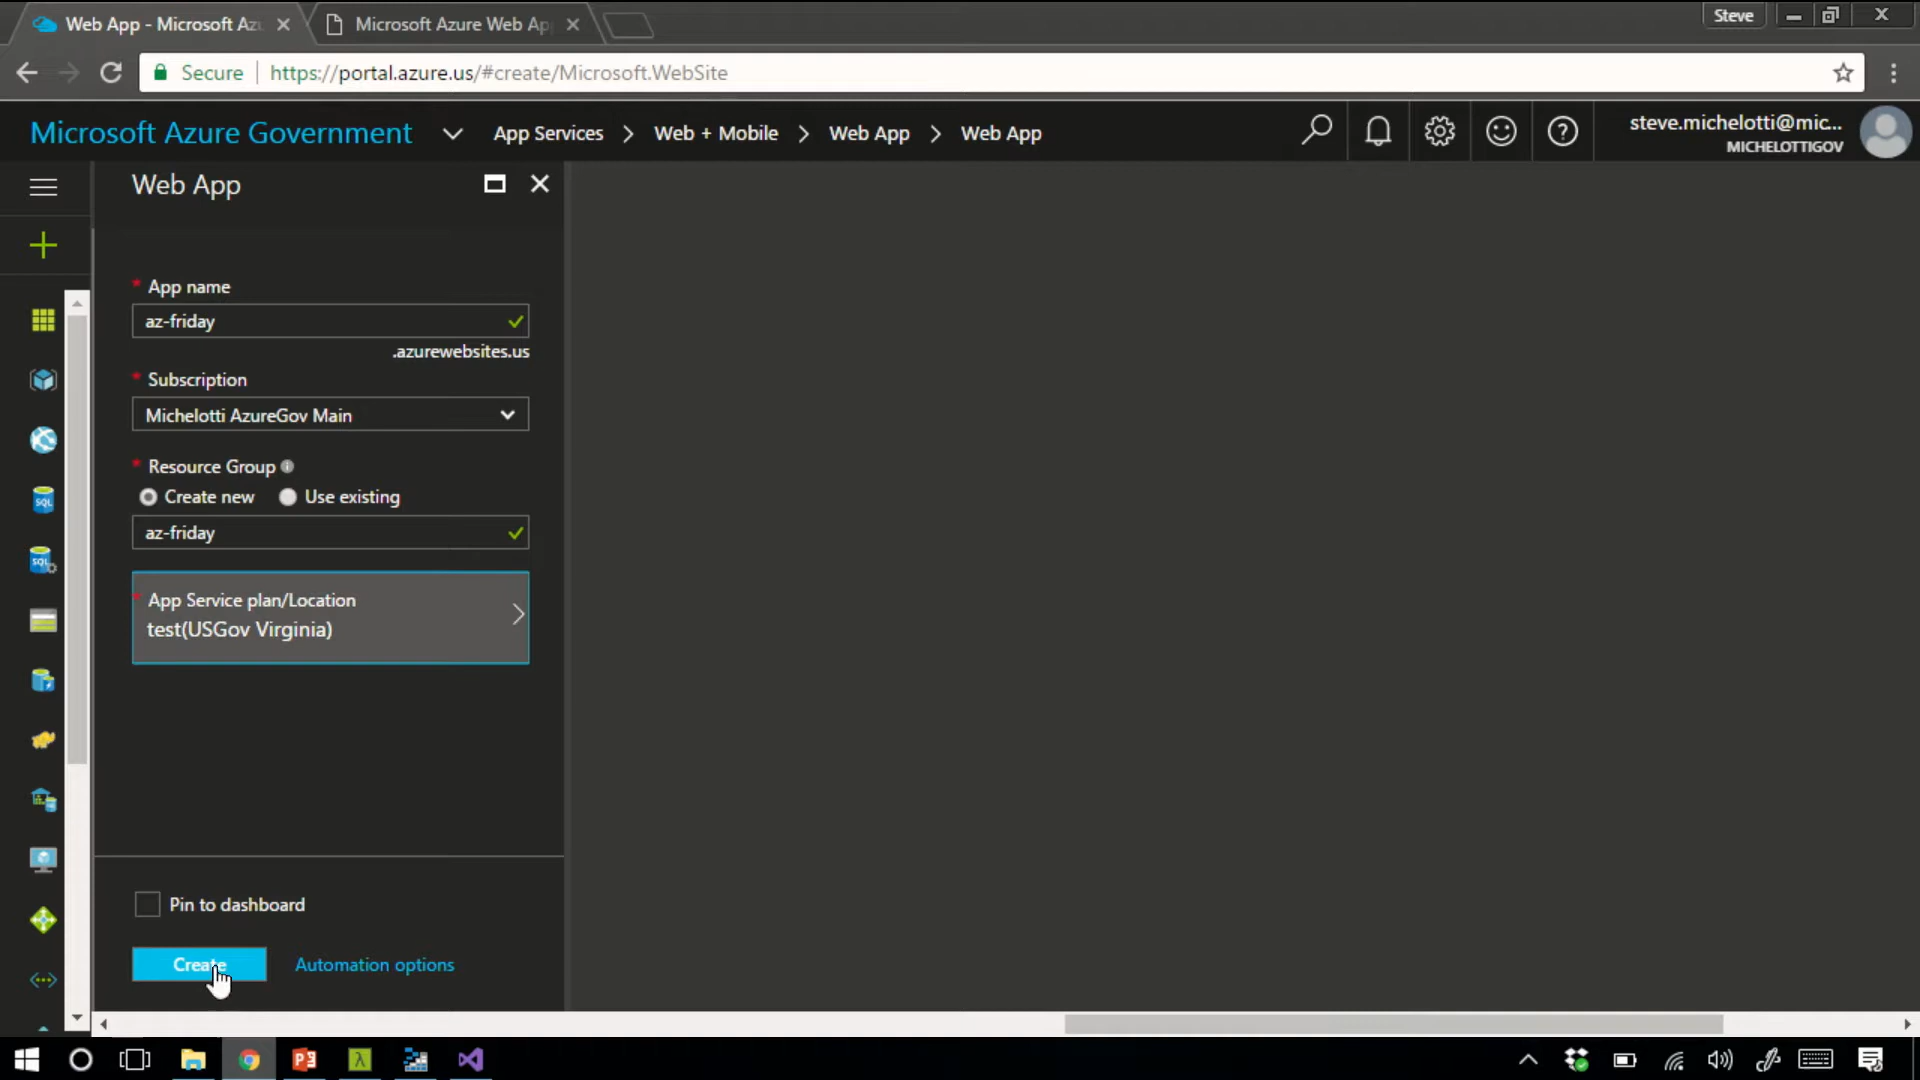 Web App - Microsoft Az
Microsoft Azure Web Ap
Steve
Secure
https://portal.azure.us/#create/Microsoft.WebSite
Microsoft Azure Government
App Services > Web + Mobile > Web App > Web App
steve.michelotti@mic...
MICHELOTTIGOV
Web App
* App name
az-friday
.azurewebsites.us
* Subscription
Michelotti AzureGov Main
* Resource Group
Create new
Use existing
az-friday
* App Service plan/Location
test(USGov Virginia)
Pin to dashboard
Create
Automation options
SQL
SQL